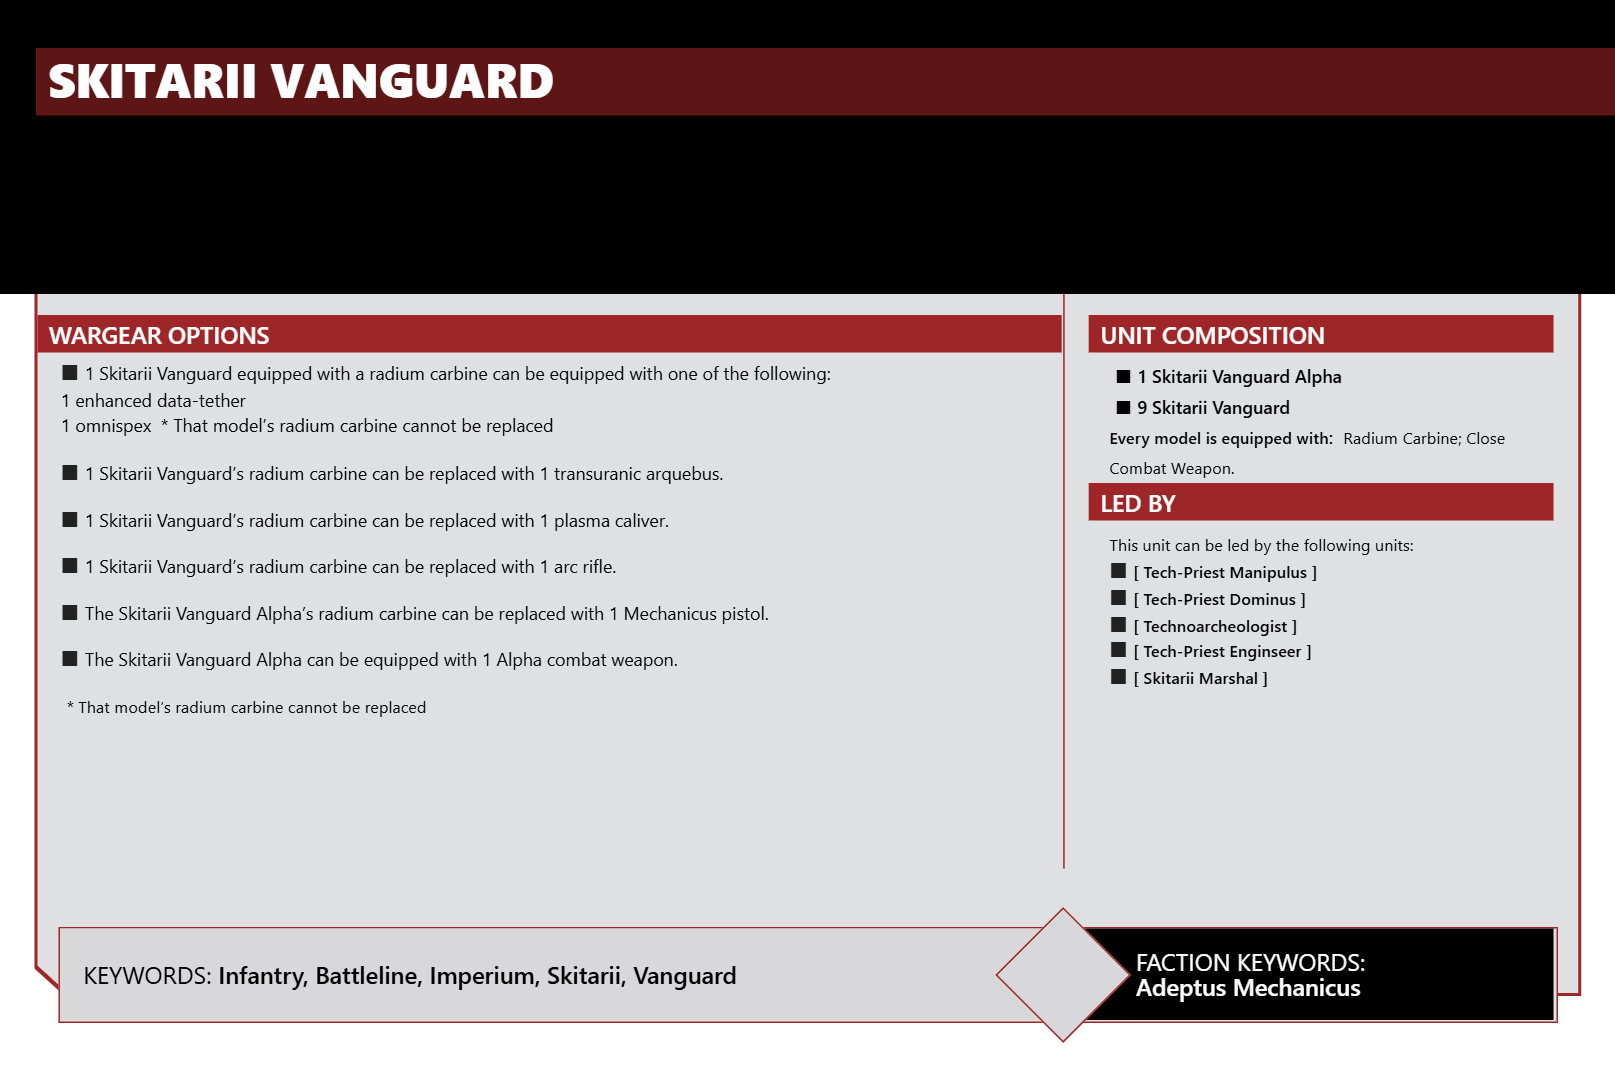 SKITARII VANGUARD
WARGEAR OPTIONS
■ 1 Skitarii Vanguard equipped with a radium carbine can be equipped with one of the following:
1 enhanced data-tether
1 omnispex * That model’s radium carbine cannot be replaced
■ 1 Skitarii Vanguard’s radium carbine can be replaced with 1 transuranic arquebus.
■ 1 Skitarii Vanguard’s radium carbine can be replaced with 1 plasma caliver.
■ 1 Skitarii Vanguard’s radium carbine can be replaced with 1 arc rifle.
■ The Skitarii Vanguard Alpha’s radium carbine can be replaced with 1 Mechanicus pistol.
■ The Skitarii Vanguard Alpha can be equipped with 1 Alpha combat weapon.
* That model’s radium carbine cannot be replaced
UNIT COMPOSITION
■ 1 Skitarii Vanguard Alpha
■ 9 Skitarii Vanguard
Every model is equipped with: Radium Carbine; Close
Combat Weapon.
LED BY
This unit can be led by the following units:
■ [ Tech-Priest Manipulus ]
■ [ Tech-Priest Dominus ]
■ [ Technoarcheologist ]
■ [ Tech-Priest Enginseer ]
■ [ Skitarii Marshal ]
KEYWORDS: Infantry, Battleline, Imperium, Skitarii, Vanguard
FACTION KEYWORDS:
Adeptus Mechanicus